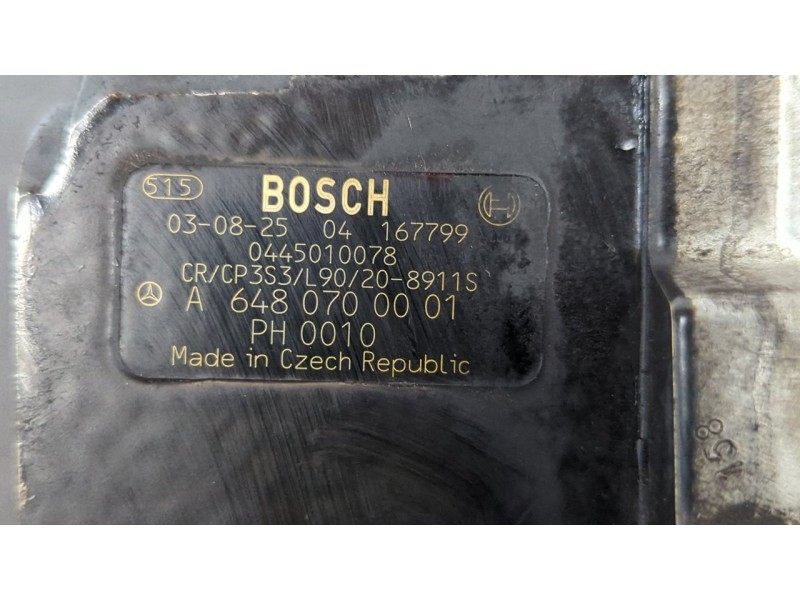 515 BOSCH
03-08-25 04 167799
0445010078
CR/CP3S3/L90/20-8911S
A 648 070 00 01
PH 0010
Made in Czech Republic